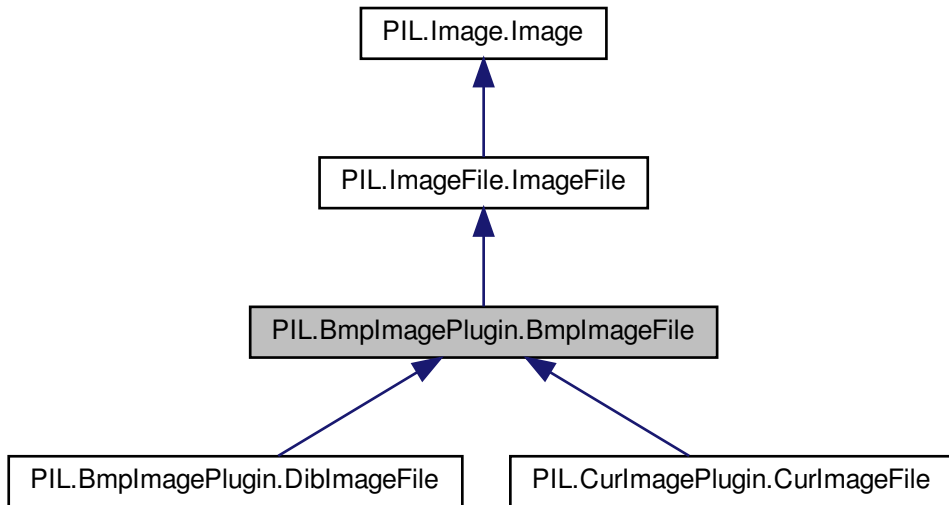 PIL.Image.Image
PIL.ImageFile.ImageFile
PIL.BmpImagePlugin.BmpImageFile
PIL.BmpImagePlugin.DibImageFile
PIL.CurImagePlugin.CurImageFile